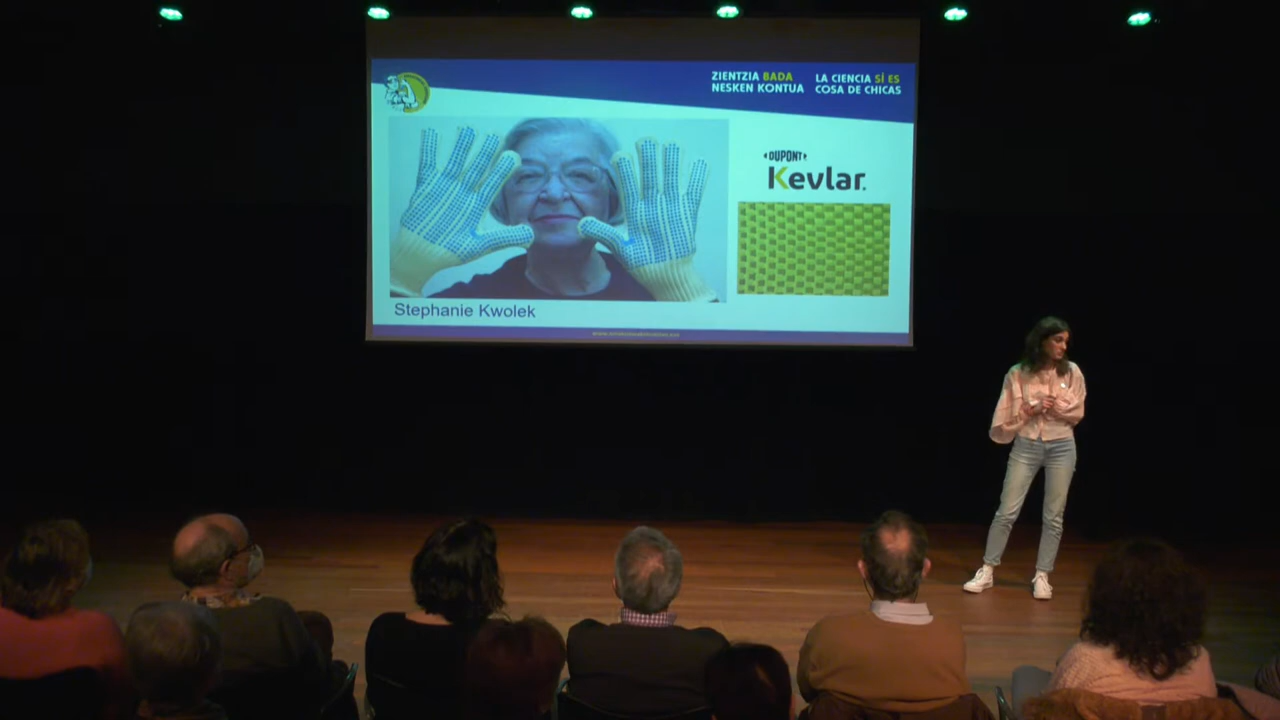 ZIENTZIA BADA
NESKEN KONTUA
LA CIENCIA SÍ ES
COSA DE CHICAS
DUPONT
Kevlar.
Stephanie Kwolek